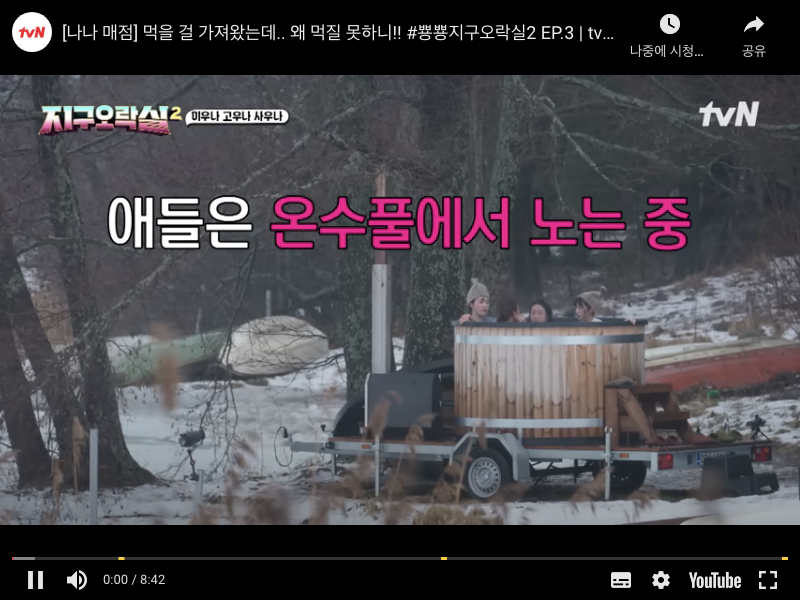 tvN
[나나 매점] 먹을 걸 가져왔는데.. 왜 먹질 못하니!! #뿅뿅지구오락실2 EP.3 | tv...
나중에 시청...
공유
지구오락실2
미우나 고우나 사우나
tvN
애들은 온수풀에서 노는 중
0:00 / 8:42
YouTube